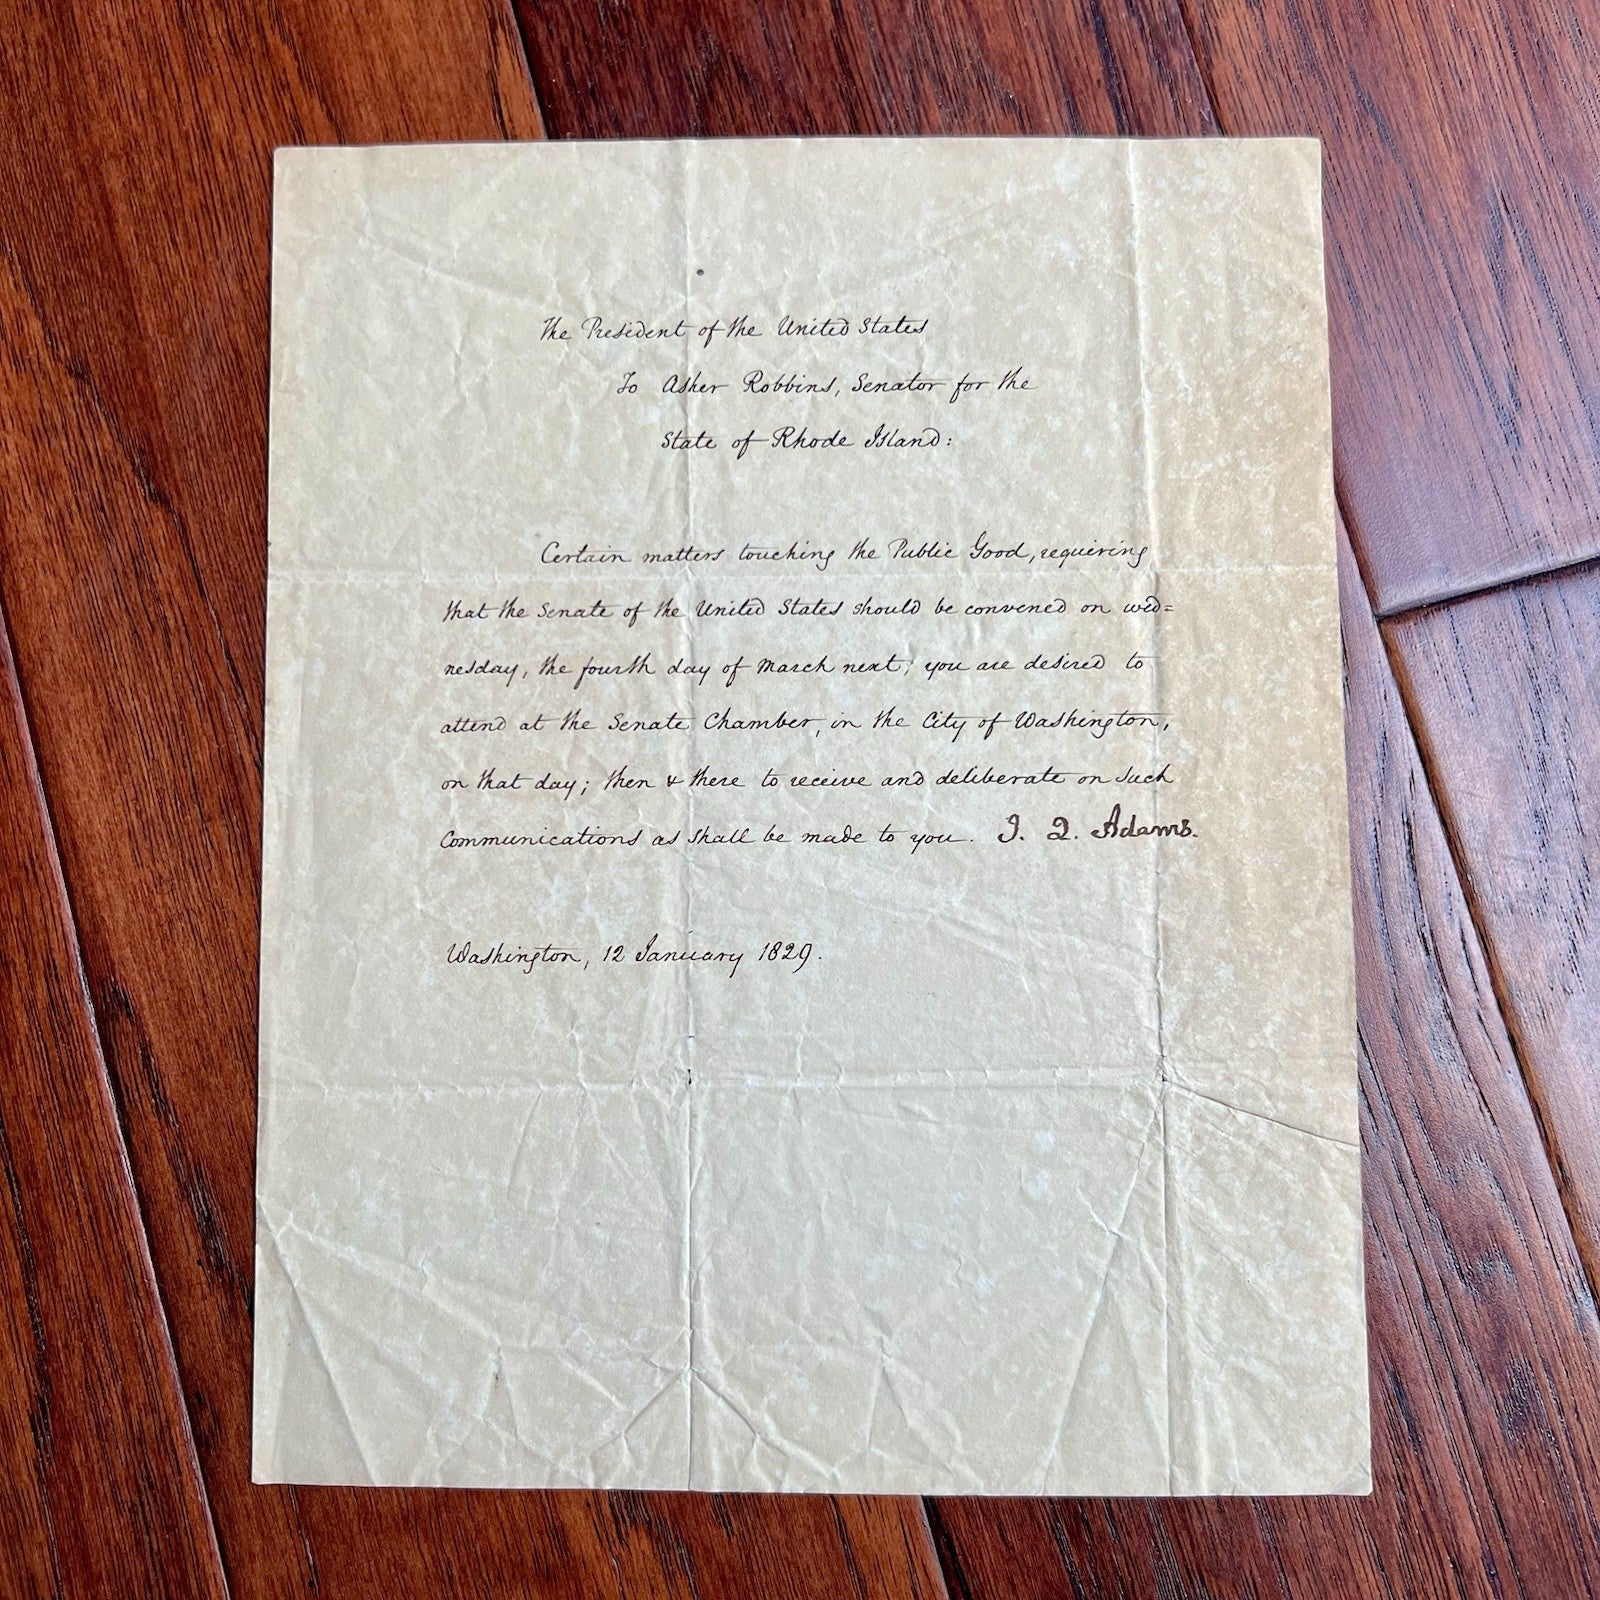 The President of the United States
To Asher Robbins, Senator for the
State of Rhode Island:
Certain matters touching the Public Good, requiring
that the Senate of the United States should be convened on wed=
nesday, the fourth day of March next; you are desired to
attend at the Senate Chamber, in the City of Washington,
on that day; then & there to receive and deliberate on such
Communications as shall be made to you. J. Q. Adams.
Washington, 12 January 1829.